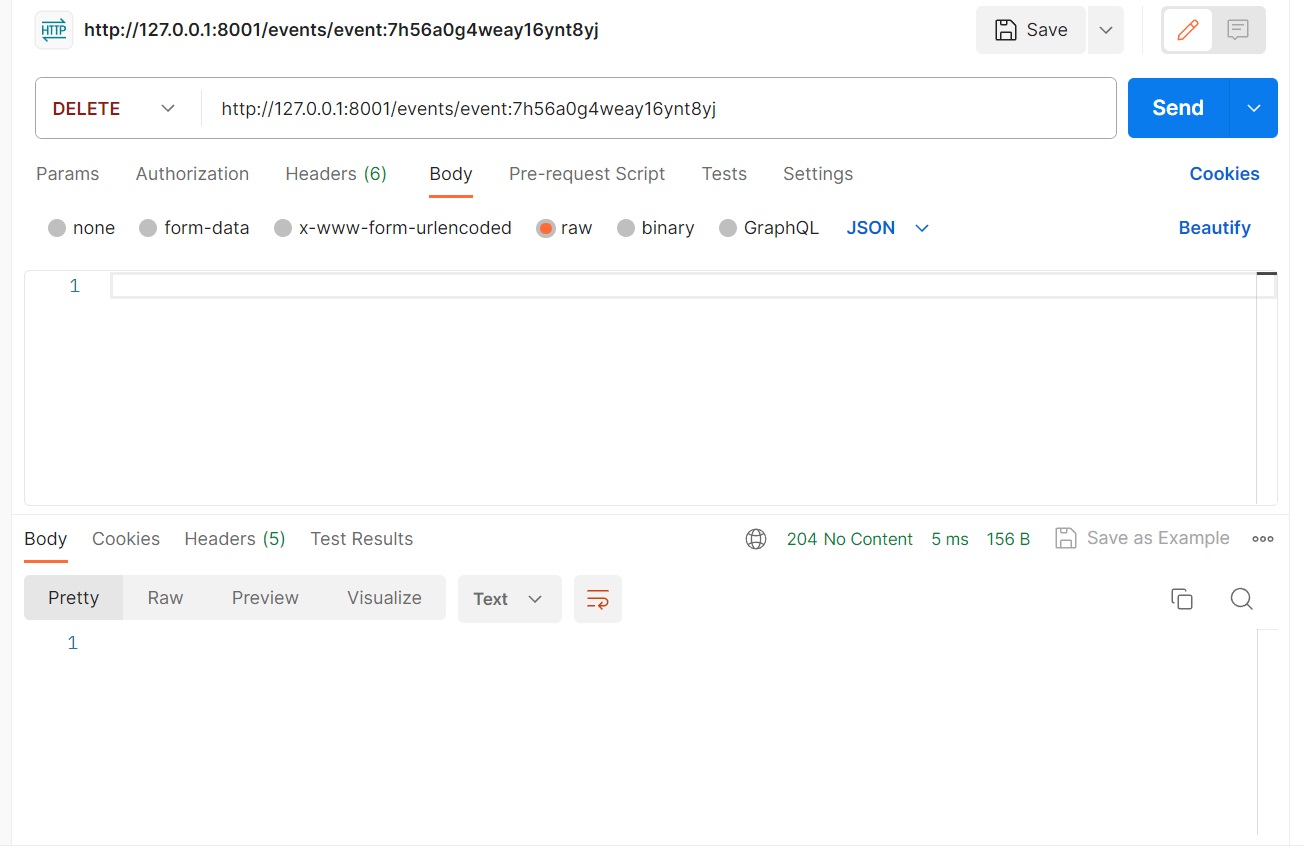 HTTP http://127.0.0.1:8001/events/event:7h56a0g4weay16ynt8yj Save
DELETE http://127.0.0.1:8001/events/event:7h56a0g4weay16ynt8yj Send
Params Authorization Headers (6) Body Pre-request Script Tests Settings Cookies
none form-data x-www-form-urlencoded raw binary GraphQL JSON Beautify
1
Body Cookies Headers (5) Test Results 204 No Content 5 ms 156 B Save as Example
Pretty Raw Preview Visualize Text
1